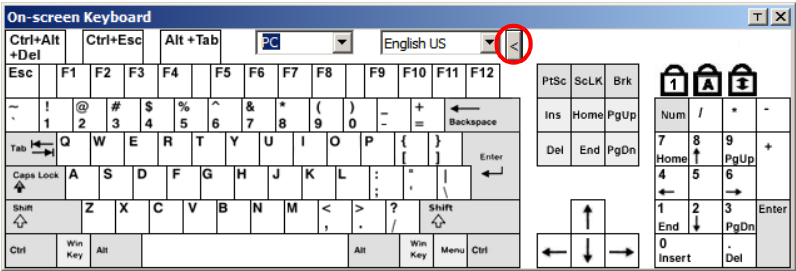 On-screen Keyboard T X
Ctrl+Alt Ctrl+Esc Alt +Tab PC English US <
+Del
Esc F1 F2 F3 F4 F5 F6 F7 F8 F9 F10 F11 F12 PtSc ScLK Brk 1 A
~ ! @ # $ % ^ & * ( ) _ + Backspace Ins Home PgUp Num / * -
` 1 2 3 4 5 6 7 8 9 0 - =
Tab Q W E R T Y U I O P { } Enter Del End PgDn 7 8 9 +
[ ] Home PgUp
Caps Lock A S D F G H J K L : " | 4 5 6
; ' \
Shift Z X C V B N M < > ? Shift 1 2 3 Enter
, . / End PgDn
Ctrl Win Alt Alt Win Menu Ctrl 0 .
Key Key Insert Del